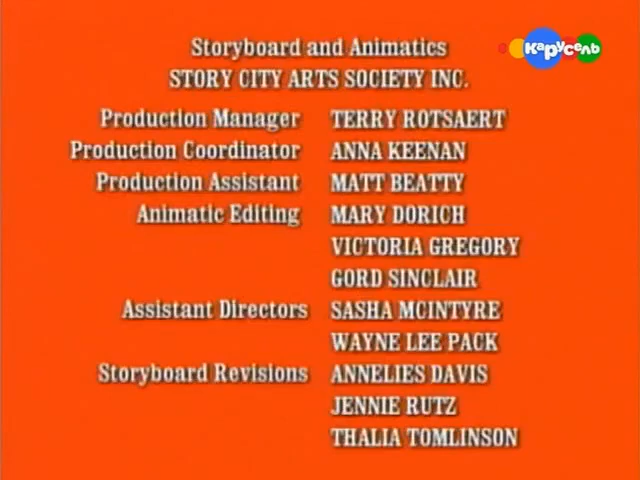 Storyboard and Animatics
Карусель
STORY CITY ARTS SOCIETY INC.
Production Manager TERRY ROTSAERT
Production Coordinator ANNA KEENAN
Production Assistant MATT BEATTY
Animatic Editing MARY DORICH
VICTORIA GREGORY
GORD SINCLAIR
Assistant Directors SASHA MCINTYRE
WAYNE LEE PACK
Storyboard Revisions ANNELIES DAVIS
JENNIE RUTZ
THALIA TOMLINSON